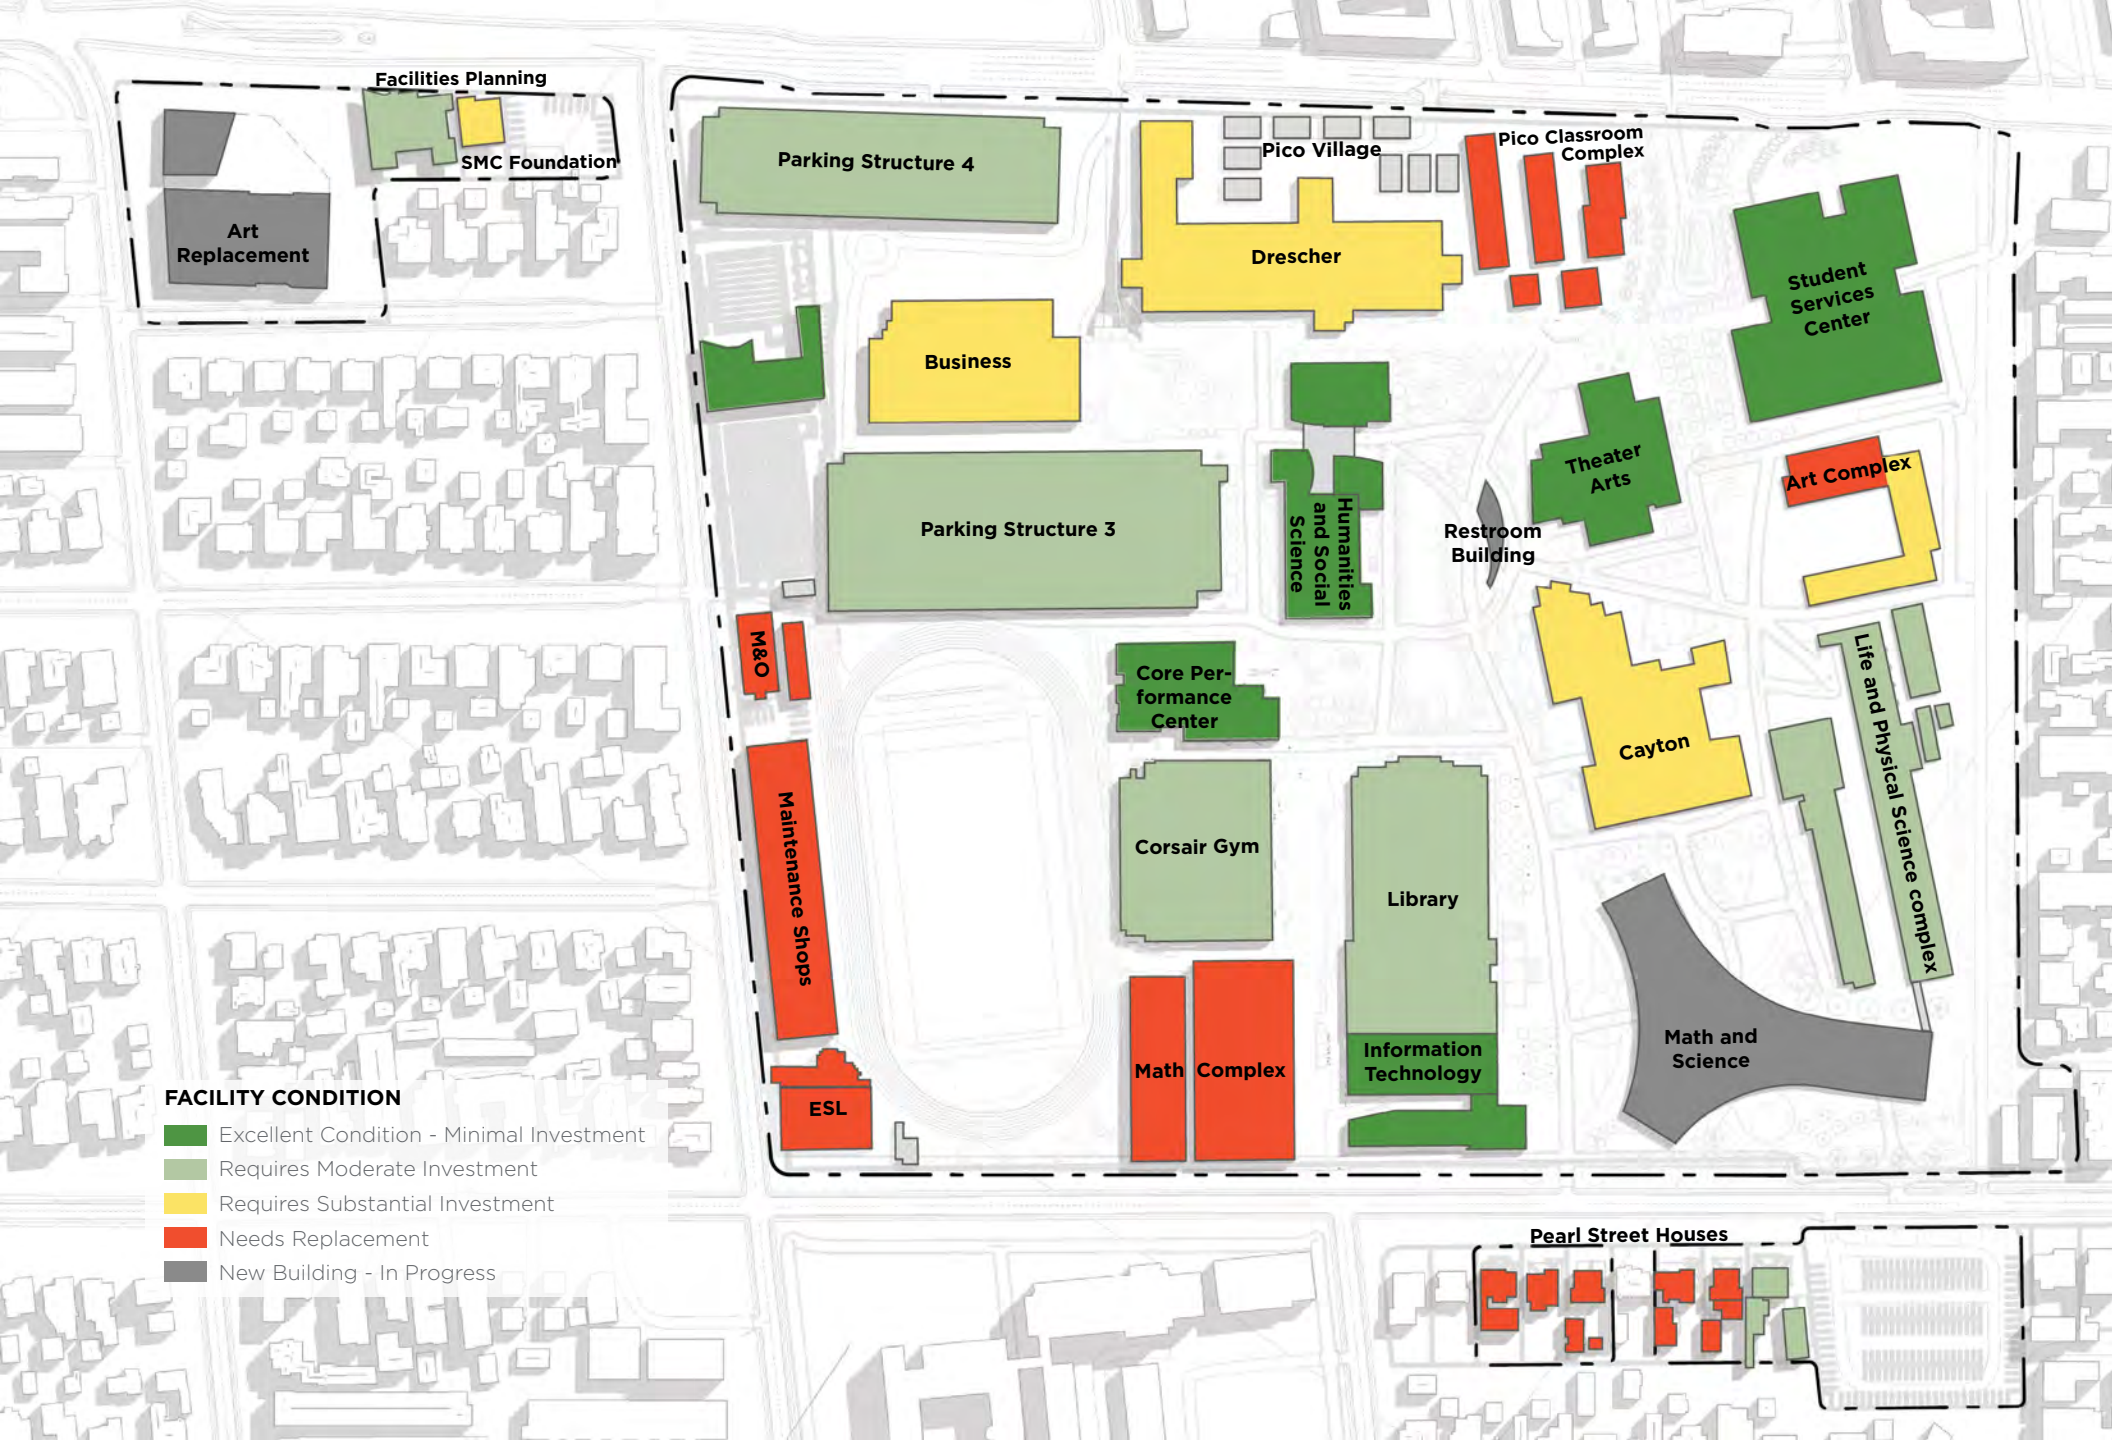 Facilities Planning
SMC Foundation
Art
Replacement
Parking Structure 4
Pico Village
Pico Classroom
Complex
Drescher
Student
Services
Center
Business
Theater
Arts
Art Complex
Parking Structure 3
Humanities
and Social
Science
Restroom
Building
M&O
Core Per-
formance
Center
Cayton
Life and Physical Science complex
Maintenance Shops
Corsair Gym
Library
Math and
Science
Information
Technology
Math
Complex
ESL
FACILITY CONDITION
Excellent Condition - Minimal Investment
Requires Moderate Investment
Requires Substantial Investment
Needs Replacement
New Building - In Progress
Pearl Street Houses